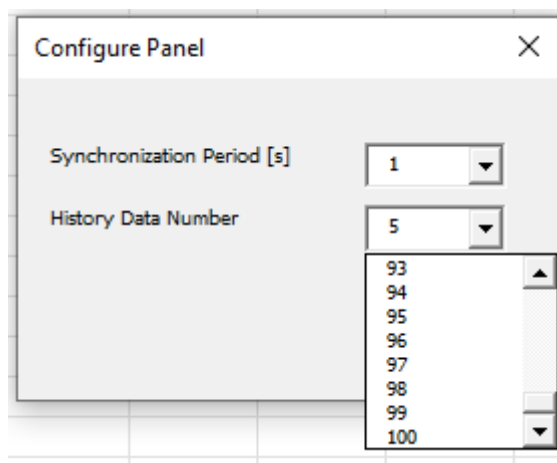 Configure Panel
Synchronization Period [s] 1
History Data Number 5
93
94
95
96
97
98
99
100